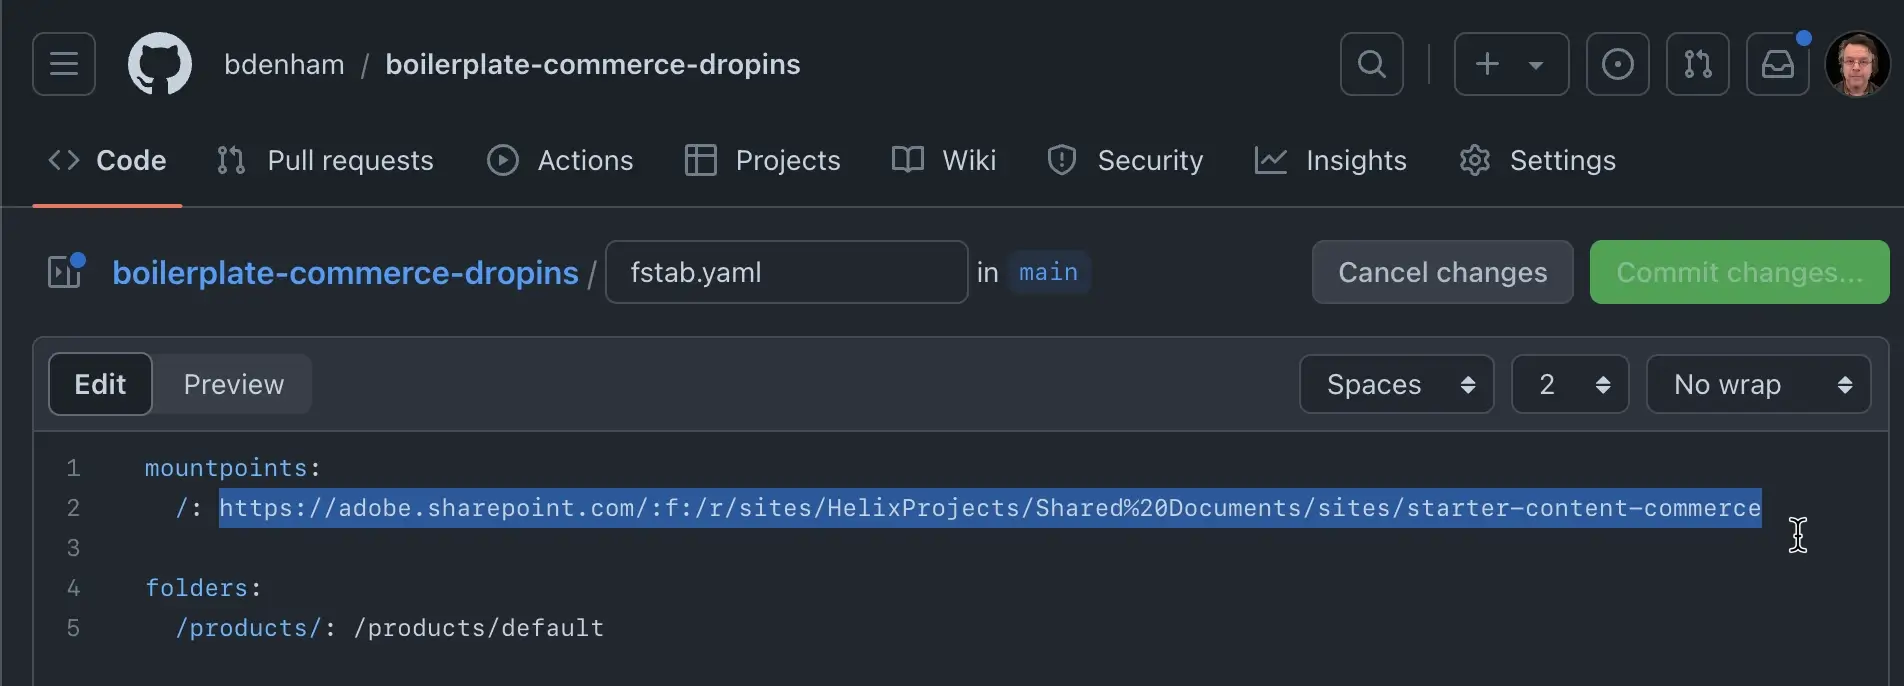 bdenham / boilerplate-commerce-dropins
Code Pull requests Actions Projects Wiki Security Insights Settings
boilerplate-commerce-dropins / fstab.yaml in main Cancel changes Commit changes...
Edit Preview Spaces 2 No wrap
1 mountpoints:
2 /: https://adobe.sharepoint.com/:f:/r/sites/HelixProjects/Shared%20Documents/sites/starter-content-commerce
3
4 folders:
5 /products/: /products/default